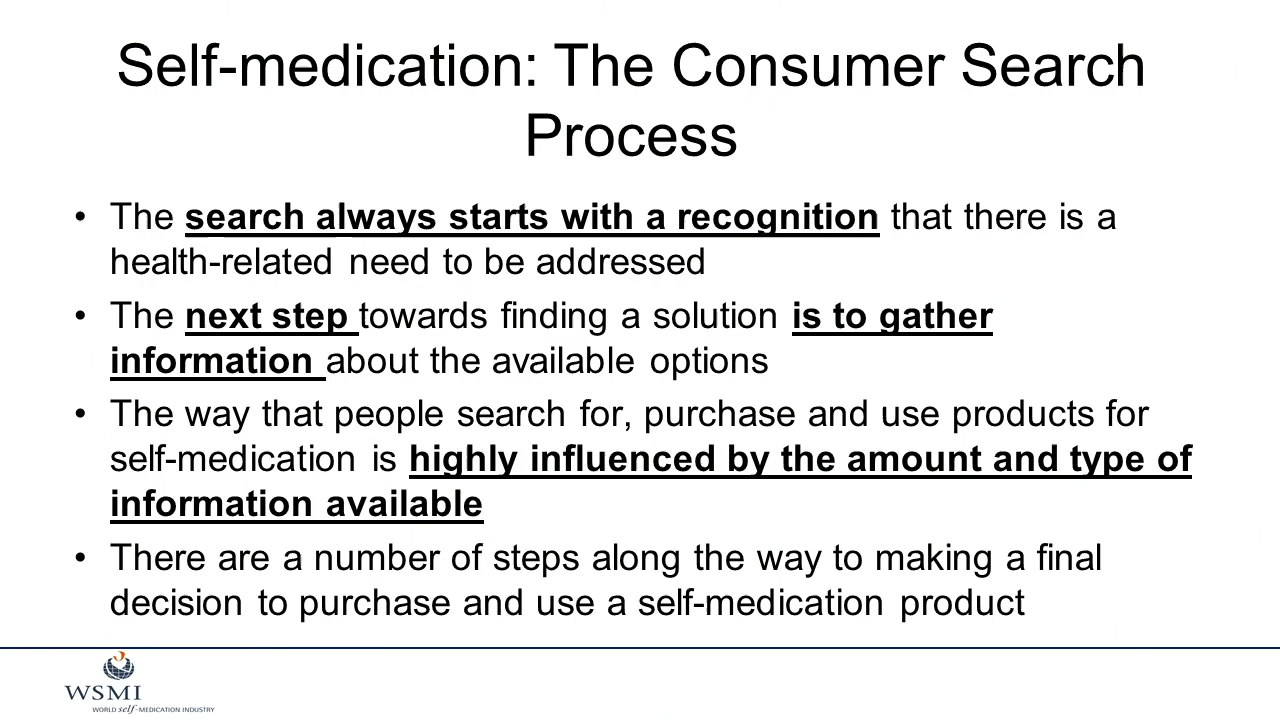 Self-medication: The Consumer Search
Process
• The search always starts with a recognition that there is a
health-related need to be addressed
• The next step towards finding a solution is to gather
information about the available options
• The way that people search for, purchase and use products for
self-medication is highly influenced by the amount and type of
information available
• There are a number of steps along the way to making a final
decision to purchase and use a self-medication product
WSMI
WORLD self-MEDICATION INDUSTRY